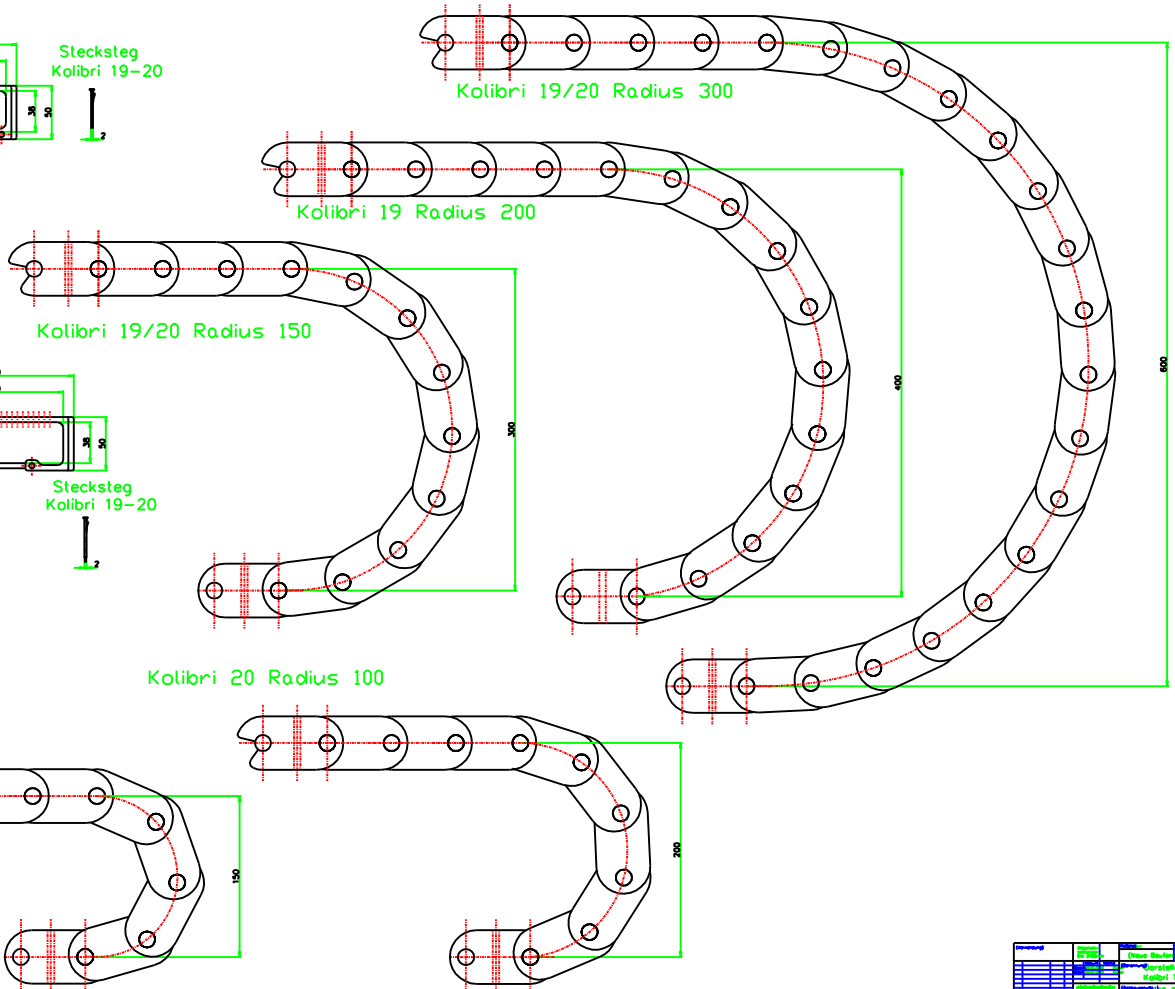 Stecksteg
Kolibri 19-20
38
50
2
Kolibri 19/20 Radius 300
Kolibri 19 Radius 200
Kolibri 19/20 Radius 150
600
400
300
38
50
Stecksteg
Kolibri 19-20
2
Kolibri 20 Radius 100
200
150